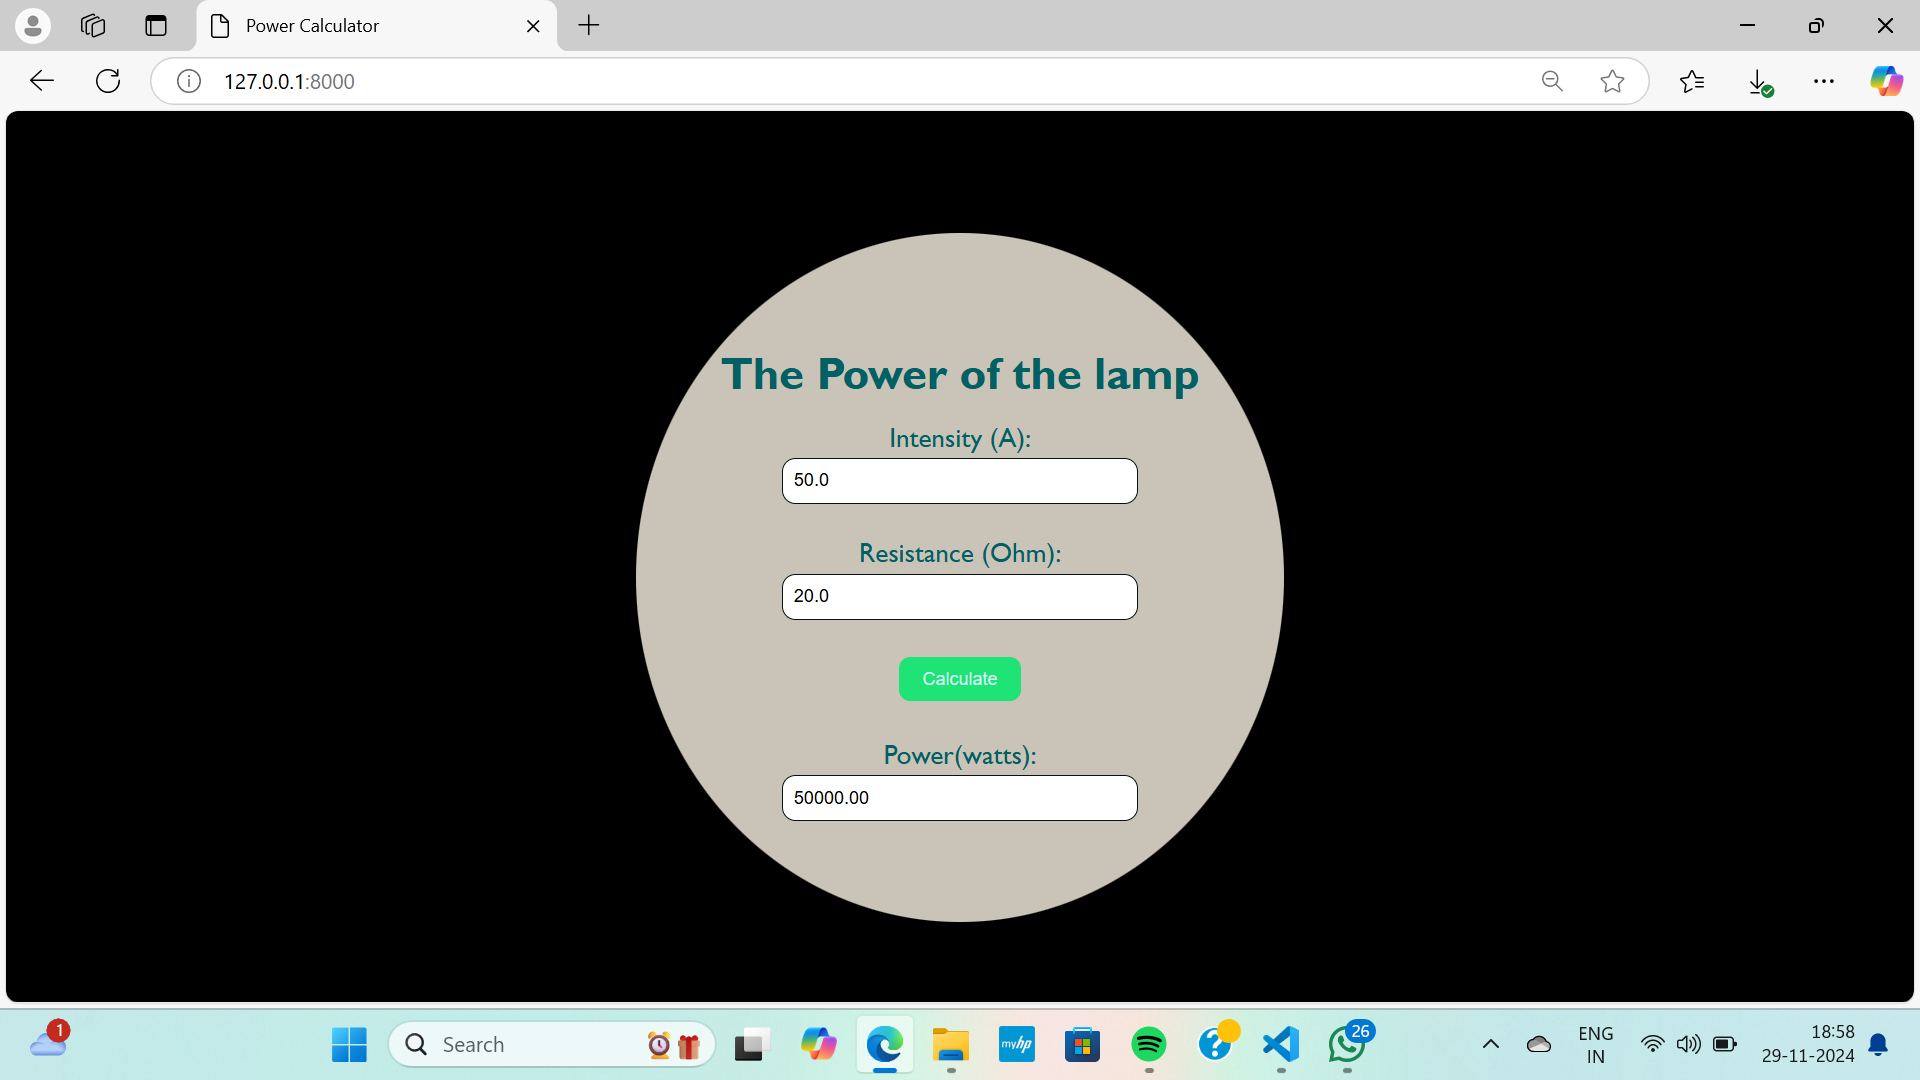 Power Calculator
127.0.0.1:8000
The Power of the lamp
Intensity (A):
50.0
Resistance (Ohm):
20.0
Calculate
Power(watts):
50000.00
1
Search
myhp
26
ENG
IN
18:58
29-11-2024